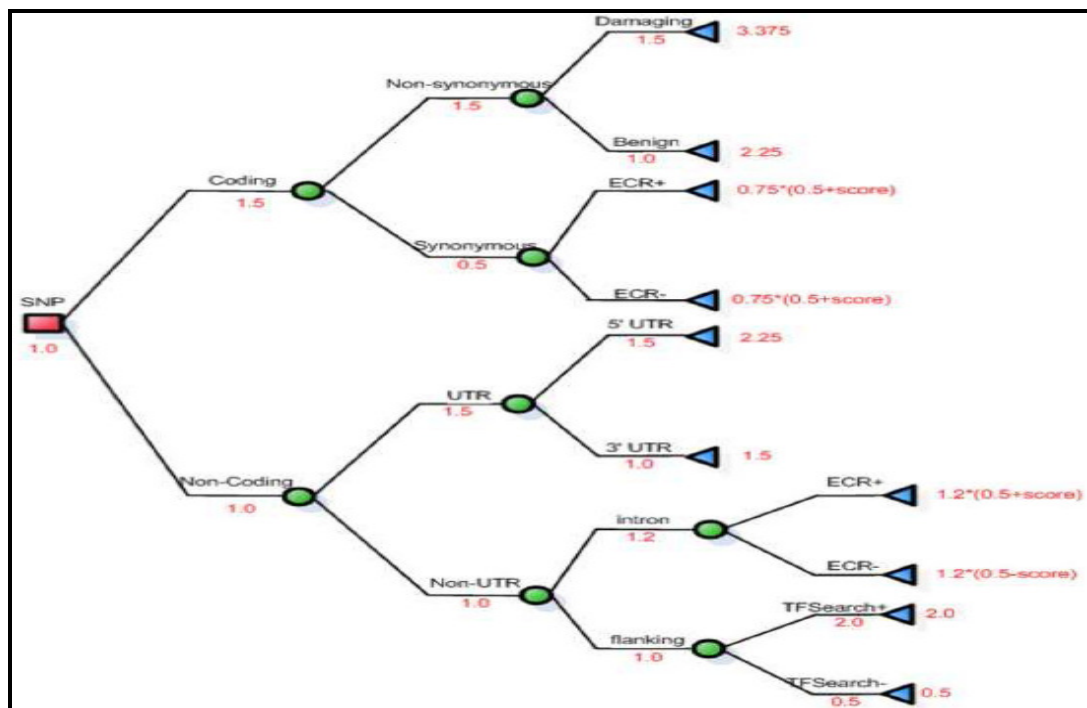 Damaging
1.5
3.375
Non-synonymous
1.5
Benign
1.0
2.25
Coding
1.5
ECR+
0.75*(0.5+score)
Synonymous
0.5
ECR-
0.75*(0.5+score)
SNP
1.0
5' UTR
1.5
2.25
UTR
1.5
3' UTR
1.0
1.5
Non-Coding
1.0
ECR+
1.2*(0.5+score)
intron
1.2
ECR-
1.2*(0.5-score)
Non-UTR
1.0
TFSearch+
2.0
2.0
flanking
1.0
TFSearch-
0.5
0.5